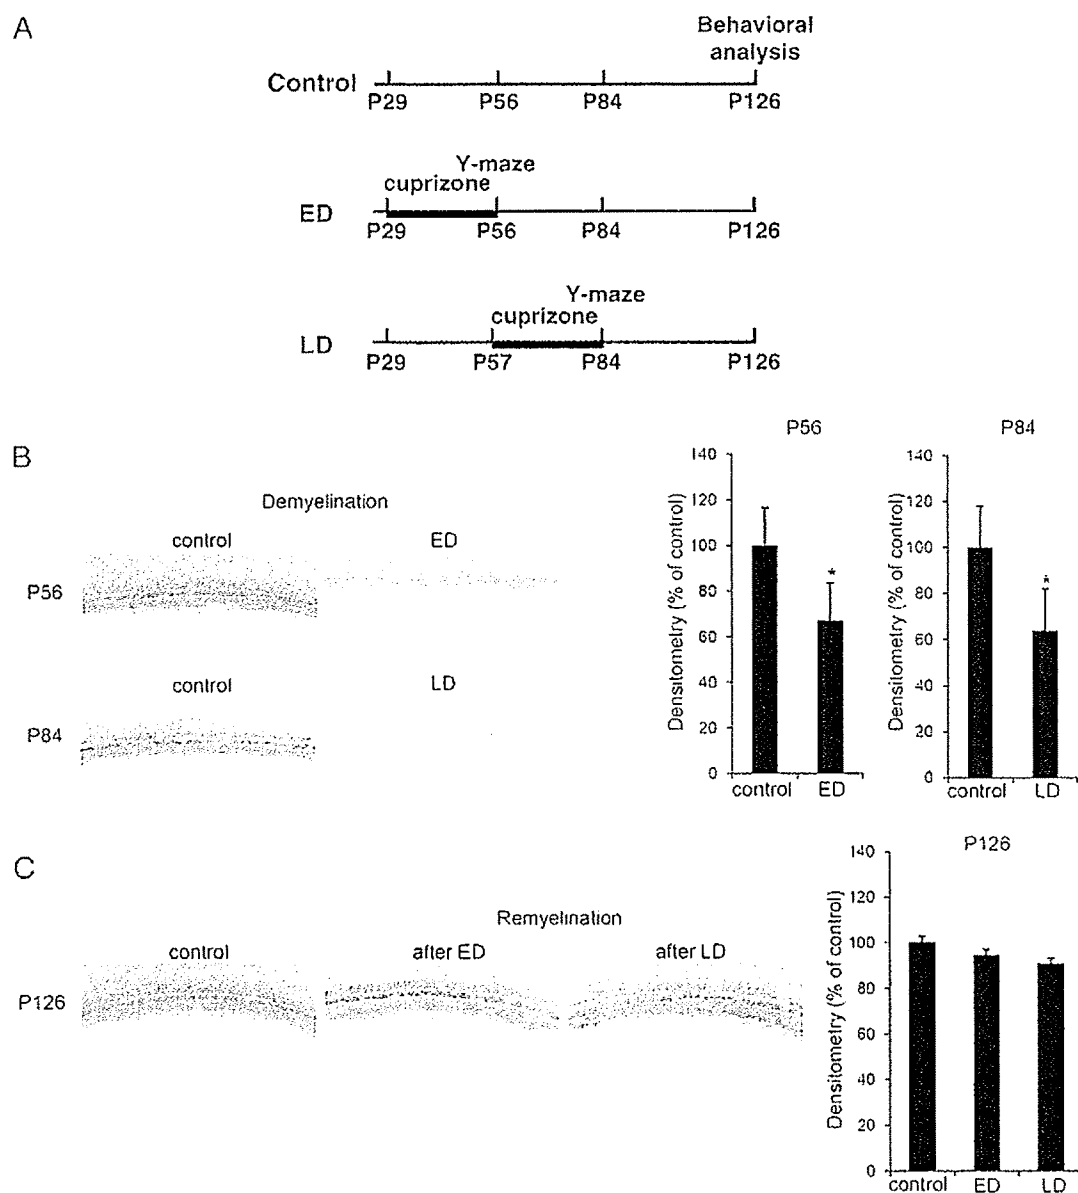 A
Behavioral
analysis
Control
P29 P56 P84 P126
Y-maze
cuprizone
ED
P29 P56 P84 P126
Y-maze
cuprizone
LD
P29 P57 P84 P126
B
Demyelination
control ED
P56
control LD
P84
P56
Densitometry (% of control)
140
120
100
80
60
40
20
0
*
control ED
P84
Densitometry (% of control)
140
120
100
80
60
40
20
0
*
control LD
C
Remyelination
control after ED after LD
P126
P126
Densitometry (% of control)
140
120
100
80
60
40
20
0
control ED LD